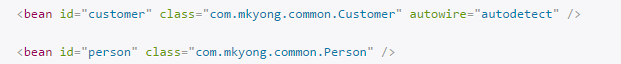 <bean id="customer" class="com.mkyong.common.Customer" autowire="autodetect" />
<bean id="person" class="com.mkyong.common.Person" />